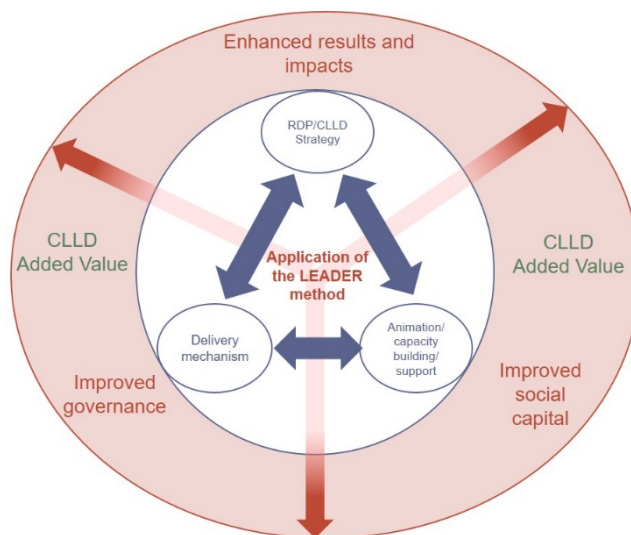 Enhanced results and
impacts
RDP/CLLD
Strategy
CLLD
Added Value
Application of
the LEADER
method
CLLD
Added Value
Delivery
mechanism
Animation/
capacity
building/
support
Improved
governance
Improved
social
capital